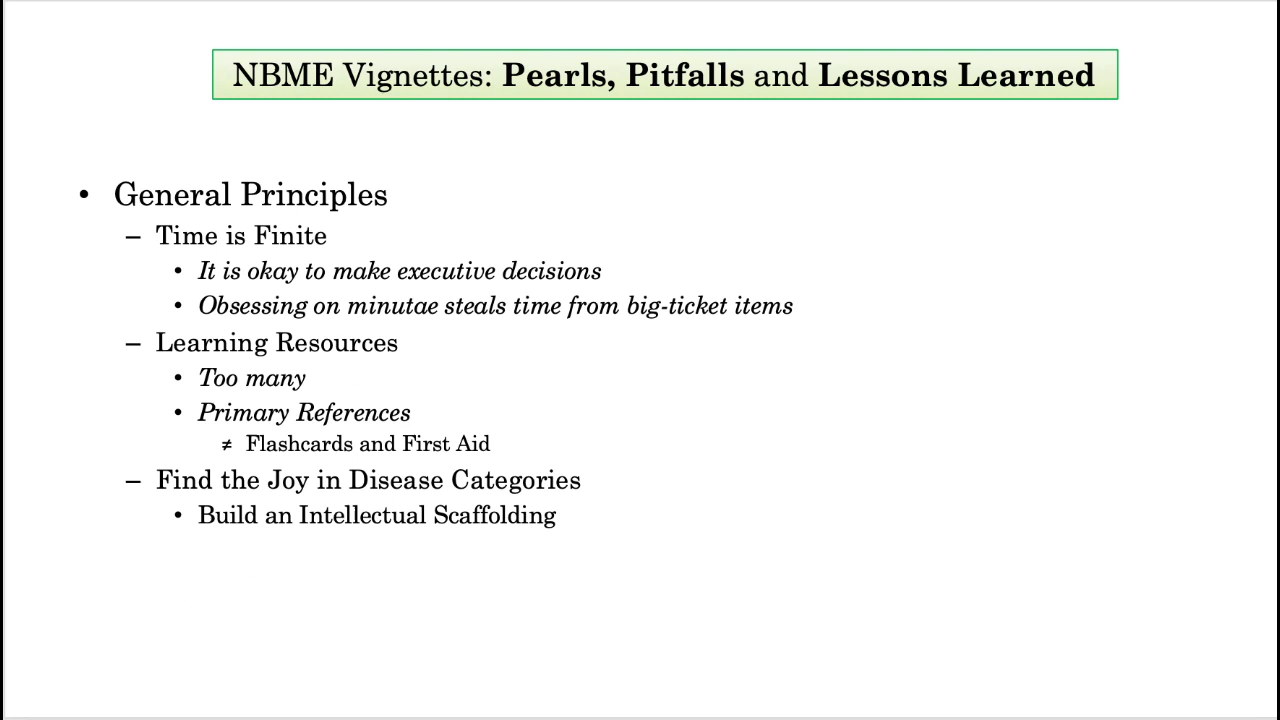 NBME Vignettes: Pearls, Pitfalls and Lessons Learned
• General Principles
– Time is Finite
• It is okay to make executive decisions
• Obsessing on minutae steals time from big-ticket items
– Learning Resources
• Too many
• Primary References
≠ Flashcards and First Aid
– Find the Joy in Disease Categories
• Build an Intellectual Scaffolding